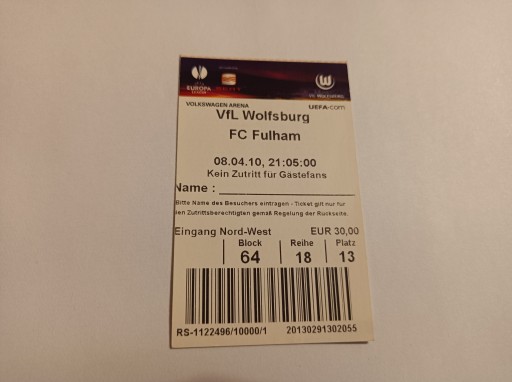 EUROPA
LEAGUE
VFL WOLFSBURG
VOLKSWAGEN ARENA
UEFA.com
VfL Wolfsburg
FC Fulham
08.04.10, 21:05:00
Kein Zutritt für Gästefans
Name :
Bitte Name des Besuchers eintragen - Ticket gilt nur für
den Zutrittsberechtigten gemäß Regelung der Rückseite.
Eingang Nord-West EUR 30,00
Block Reihe Platz
64 18 13
RS-1122496/10000/1 20130291302055